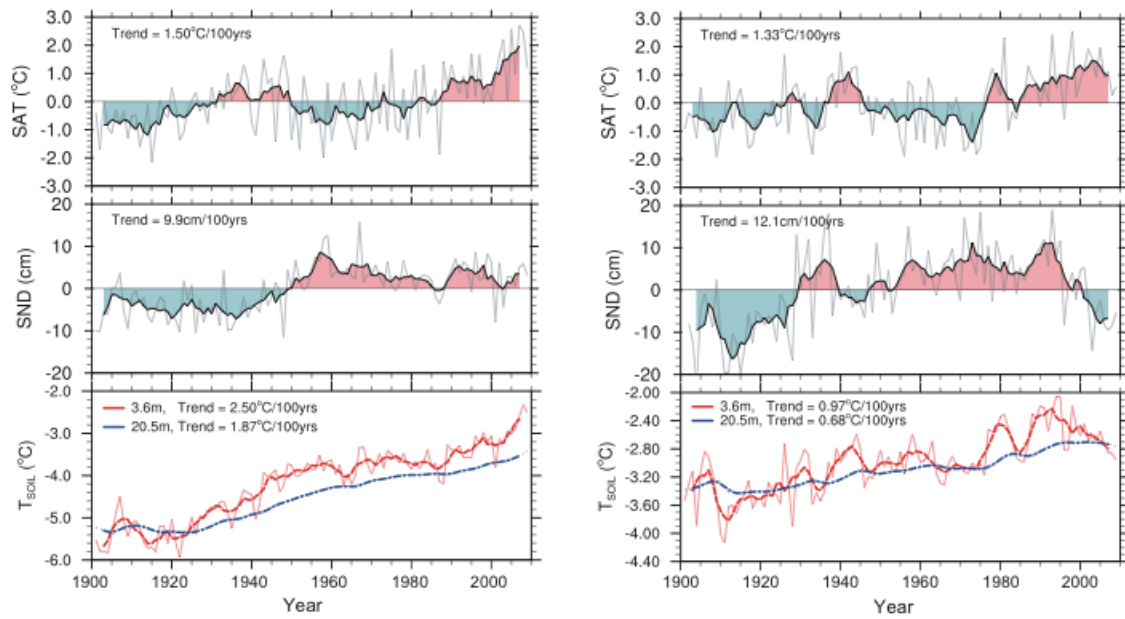 3.0
2.0
1.0
0.0
-1.0
-2.0
-3.0
SAT (°C)
Trend = 1.50°C/100yrs
20
10
0
-10
-20
SND (cm)
Trend = 9.9cm/100yrs
-2.0
-3.0
-4.0
-5.0
-6.0
TSOIL (°C)
3.6m, Trend = 2.50°C/100yrs
20.5m, Trend = 1.87°C/100yrs
1900 1920 1940 1960 1980 2000
Year
3.0
2.0
1.0
0.0
-1.0
-2.0
-3.0
SAT (°C)
Trend = 1.33°C/100yrs
20
10
0
-10
-20
SND (cm)
Trend = 12.1cm/100yrs
-2.00
-2.40
-2.80
-3.20
-3.60
-4.00
-4.40
TSOIL (°C)
3.6m, Trend = 0.97°C/100yrs
20.5m, Trend = 0.68°C/100yrs
1900 1920 1940 1960 1980 2000
Year